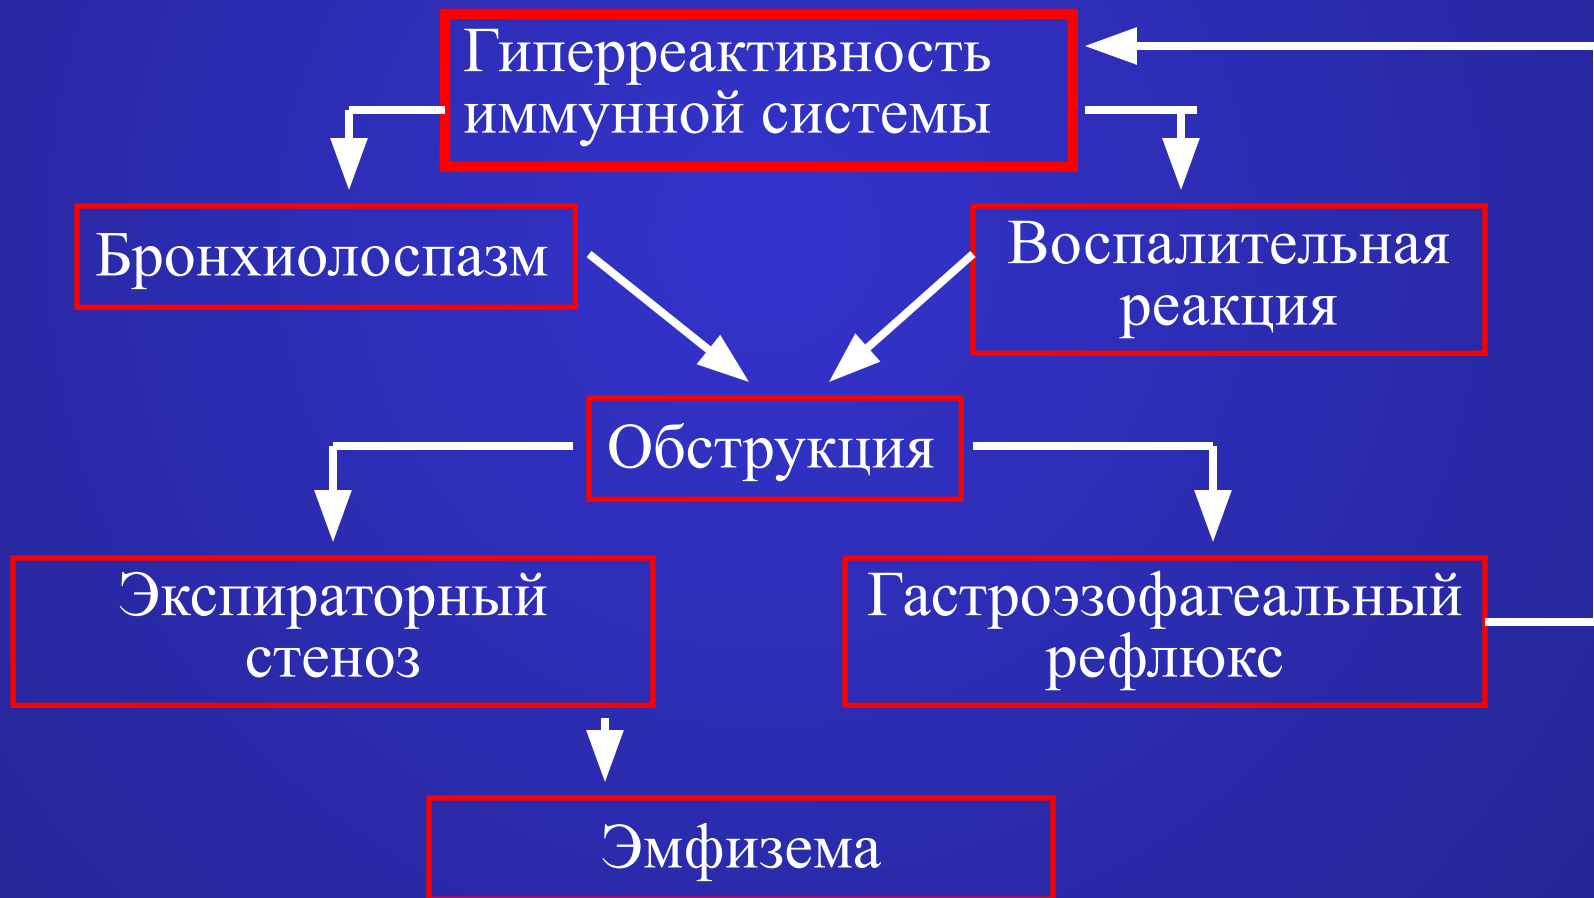 Гиперреактивность
иммунной системы
Бронхиолоспазм
Воспалительная
реакция
Обструкция
Экспираторный
стеноз
Гастроэзофагеальный
рефлюкс
Эмфизема